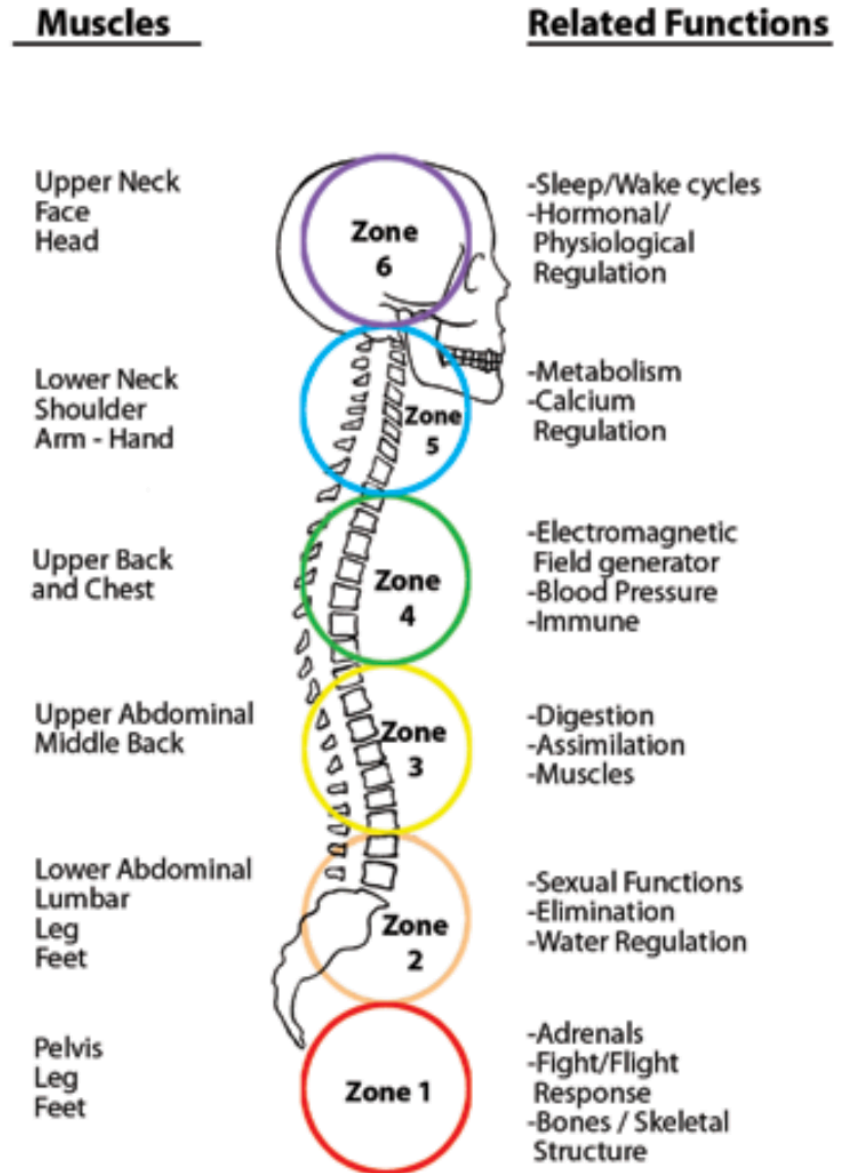 Muscles
Related Functions
Upper Neck
Face
Head
Zone
6
-Sleep/Wake cycles
-Hormonal/
Physiological
Regulation
Lower Neck
Shoulder
Arm - Hand
Zone
5
-Metabolism
-Calcium
Regulation
Upper Back
and Chest
Zone
4
-Electromagnetic
Field generator
-Blood Pressure
-Immune
Upper Abdominal
Middle Back
Zone
3
-Digestion
-Assimilation
-Muscles
Lower Abdominal
Lumbar
Leg
Feet
Zone
2
-Sexual Functions
-Elimination
-Water Regulation
Pelvis
Leg
Feet
Zone 1
-Adrenals
-Fight/Flight
Response
-Bones / Skeletal
Structure